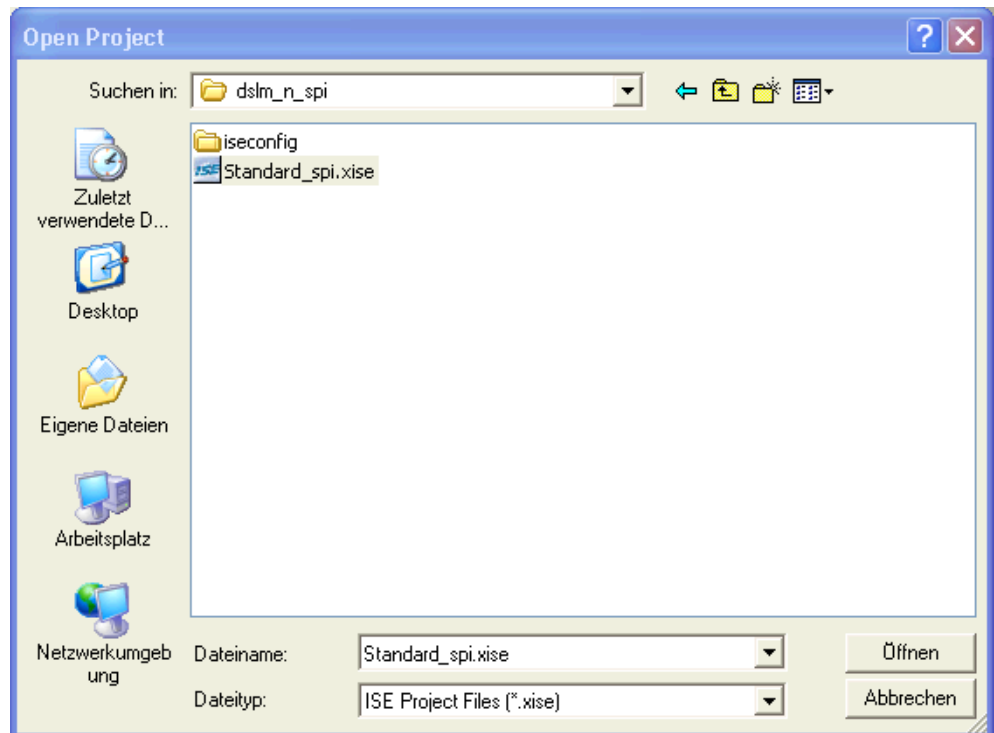 Open Project
Suchen in:
dslm_n_spi
iseconfig
ISE
Standard_spi.xise
Zuletzt
verwendete D...
Desktop
Eigene Dateien
Arbeitsplatz
Netzwerkumgeb
ung
Dateiname:
Standard_spi.xise
Öffnen
Dateityp:
ISE Project Files (*.xise)
Abbrechen